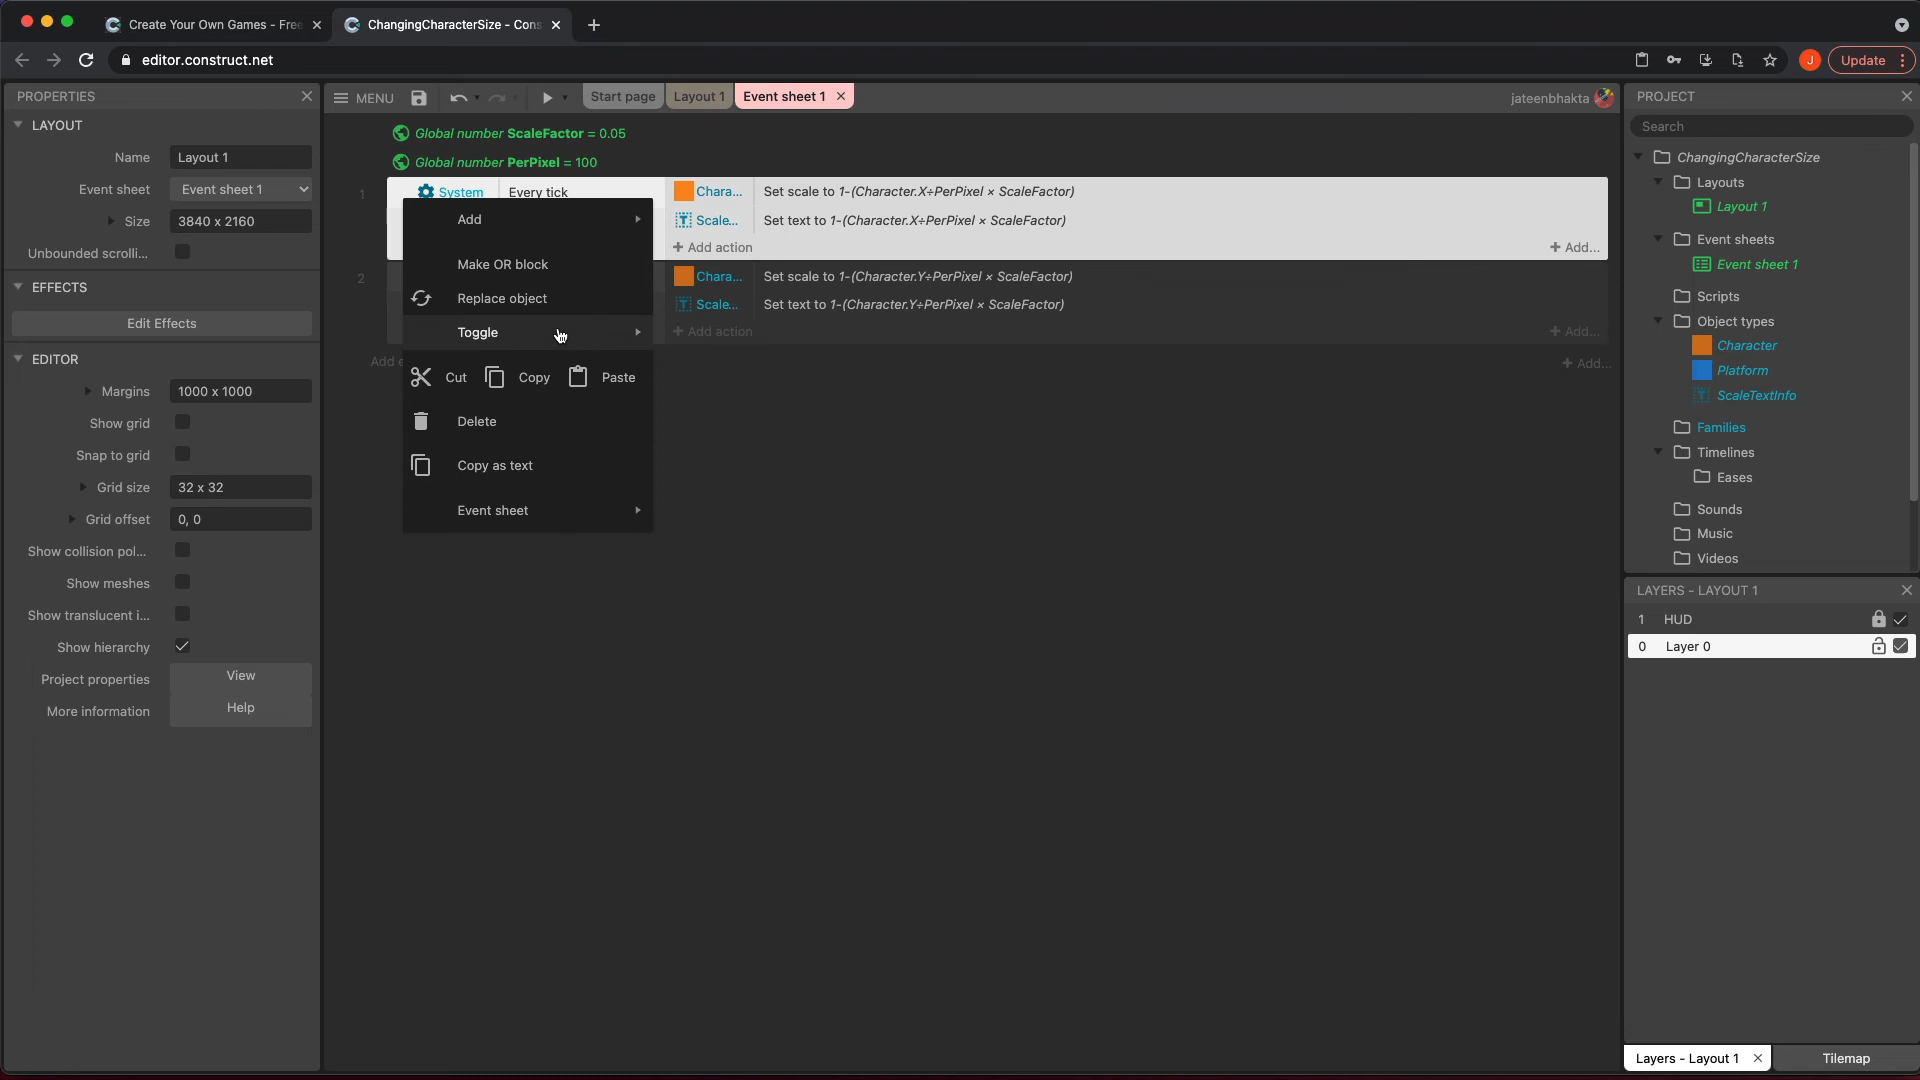 Create Your Own Games - Free
ChangingCharacterSize - Cons
editor.construct.net
J
Update
PROPERTIES
LAYOUT
Name
Layout 1
Event sheet
Event sheet 1
Size
3840 x 2160
Unbounded scrolli...
EFFECTS
Edit Effects
EDITOR
Margins
1000 x 1000
Show grid
Snap to grid
Grid size
32 x 32
Grid offset
0, 0
Show collision pol...
Show meshes
Show translucent i...
Show hierarchy
Project properties
View
More information
Help
MENU
Start page
Layout 1
Event sheet 1
jateenbhakta
Global number ScaleFactor = 0.05
Global number PerPixel = 100
1
System
Every tick
Chara...
Set scale to 1-(Character.X÷PerPixel × ScaleFactor)
Scale...
Set text to 1-(Character.X÷PerPixel × ScaleFactor)
+ Add action
+ Add...
2
Chara...
Set scale to 1-(Character.Y÷PerPixel × ScaleFactor)
Scale...
Set text to 1-(Character.Y÷PerPixel × ScaleFactor)
+ Add action
+ Add...
Add e
+ Add...
Add
Make OR block
Replace object
Toggle
Cut
Copy
Paste
Delete
Copy as text
Event sheet
PROJECT
Search
ChangingCharacterSize
Layouts
Layout 1
Event sheets
Event sheet 1
Scripts
Object types
Character
Platform
ScaleTextInfo
Families
Timelines
Eases
Sounds
Music
Videos
LAYERS - LAYOUT 1
1 HUD
0 Layer 0
Layers - Layout 1
Tilemap